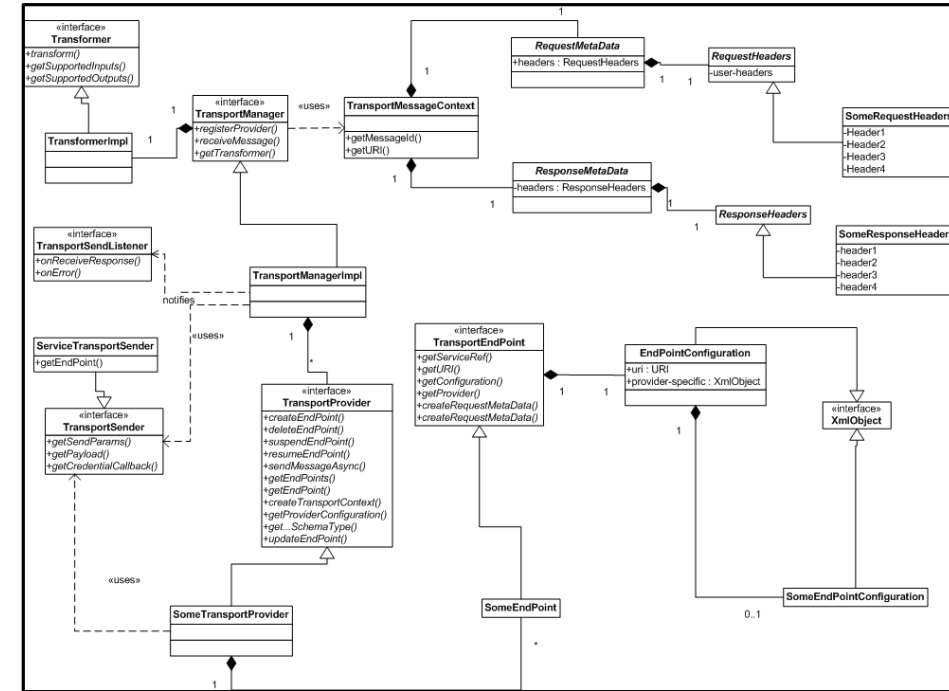 «interface»
Transformer
+transform()
+getSupportedInputs()
+getSupportedOutputs()
TransformerImpl
1
1
«interface»
TransportManager
+registerProvider()
+receiveMessage()
+getTransformer()
«uses»
TransportMessageContext
+getMessageId()
+getURI()
1
1
RequestMetaData
+headers : RequestHeaders
1
1
RequestHeaders
-user-headers
SomeRequestHeaders
-Header1
-Header2
-Header3
-Header4
1
1
ResponseMetaData
-headers : ResponseHeaders
1
1
ResponseHeaders
SomeResponseHeader
-header1
-header2
-header3
-header4
«interface»
TransportSendListener
+onReceiveResponse()
+onError()
notifies
TransportManagerImpl
«uses»
1
*
ServiceTransportSender
+getEndPoint()
«interface»
TransportSender
+getSendParams()
+getPayload()
+getCredentialCallback()
«interface»
TransportProvider
+createEndPoint()
+deleteEndPoint()
+suspendEndPoint()
+resumeEndPoint()
+sendMessageAsync()
+getEndPoints()
+getEndPoint()
+createTransportContext()
+getProviderConfiguration()
+get...SchemaType()
+updateEndPoint()
«interface»
TransportEndPoint
+getServiceRef()
+getURI()
+getConfiguration()
+getProvider()
+createRequestMetaData()
+createRequestMetaData()
1
1
EndPointConfiguration
+uri : URI
+provider-specific : XmlObject
1
«interface»
XmlObject
«uses»
SomeTransportProvider
1
SomeEndPoint
*
SomeEndPointConfiguration
0..1